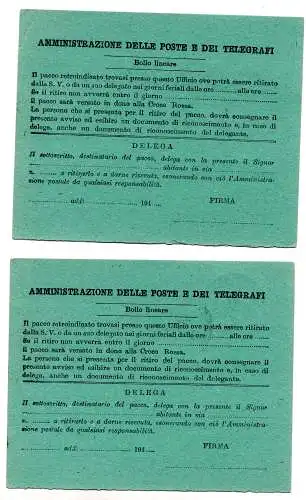 AMMINISTRAZIONE DELLE POSTE E DEI TELEGRAFI
Bollo lineare
Il pacco retroindicato trovasi presso questo Ufficio ove potrà essere ritirato
dalla S. V. o da un suo delegato nei giorni feriali dalle ore ........ alle ore ........
Se il ritiro non avverrà entro il giorno
il pacco sarà versato in dono alla Croce Rossa.
La persona che si presenta per il ritiro del pacco, dovrà consegnare il
presente avviso ed esibire un documento di riconoscimento e, in caso di
delega, anche un documento di riconoscimento del delegante.
DELEGA
Il sottoscritto, destinatario del pacco, delega con la presente il Signor
abitante in via
n. ........ a ritirarlo e a darne ricevuta, esonerando con ciò l'Amministra-
zione postale da qualsiasi responsabilità.
addì 194 FIRMA
AMMINISTRAZIONE DELLE POSTE E DEI TELEGRAFI
Bollo lineare
Il pacco retroindicato trovasi presso questo Ufficio ove potrà essere ritirato
dalla S. V. o da un suo delegato nei giorni feriali dalle ore ........ alle ore ........
Se il ritiro non avverrà entro il giorno
il pacco sarà versato in dono alla Croce Rossa.
La persona che si presenta per il ritiro del pacco, dovrà consegnare il
presente avviso ed esibire un documento di riconoscimento e, in caso di
delega, anche un documento di riconoscimento del delegante.
DELEGA
Il sottoscritto, destinatario del pacco, delega con la presente il Signor
abitante in via
n. ........ a ritirarlo e a darne ricevuta, esonerando con ciò l'Amministra-
zione postale da qualsiasi responsabilità.
addì 194 FIRMA